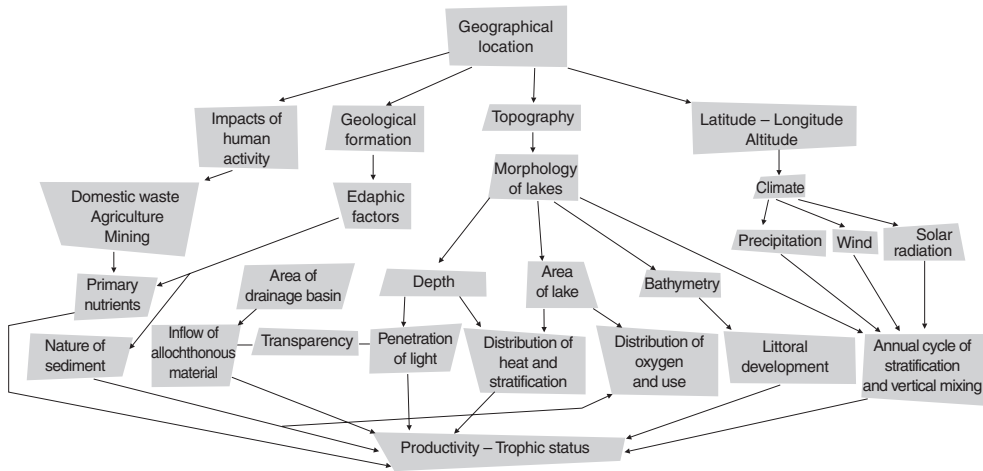 Geographical
location
Impacts of
human
activity
Geological
formation
Topography
Latitude – Longitude
Altitude
Domestic waste
Agriculture
Mining
Edaphic
factors
Morphology
of lakes
Climate
Precipitation
Wind
Solar
radiation
Primary
nutrients
Area of
drainage basin
Depth
Area
of lake
Bathymetry
Nature of
sediment
Inflow of
allochthonous
material
Transparency
Penetration
of light
Distribution of
heat and
stratification
Distribution of
oxygen
and use
Littoral
development
Annual cycle of
stratification
and vertical mixing
Productivity – Trophic status